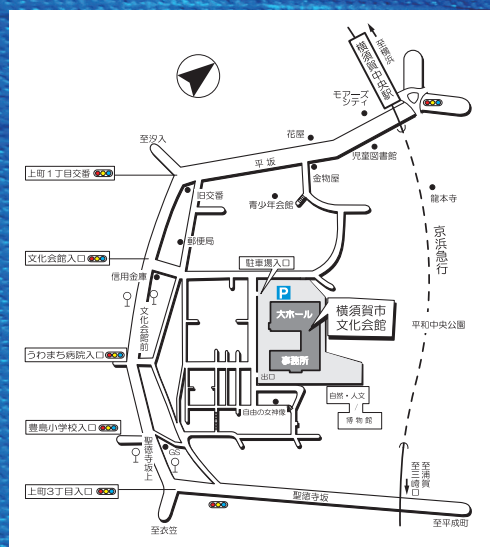 至横浜
横須賀中央駅
モアーズ
シティ
花屋
至汐入
平坂
児童図書館
上町1丁目交番
金物屋
旧交番
青少年会館
龍本寺
郵便局
京浜急行
文化会館入口
駐車場入口
信用金庫
P
大ホール
横須賀市
文化会館
文化会館前
平和中央公園
うわまち病院入口
事務所
出口
自然・人文
/
博物館
自由の女神像
豊島小学校入口
聖徳寺坂上
GS
至浦賀
至三崎口
上町3丁目入口
聖徳寺坂
至衣笠
至平成町